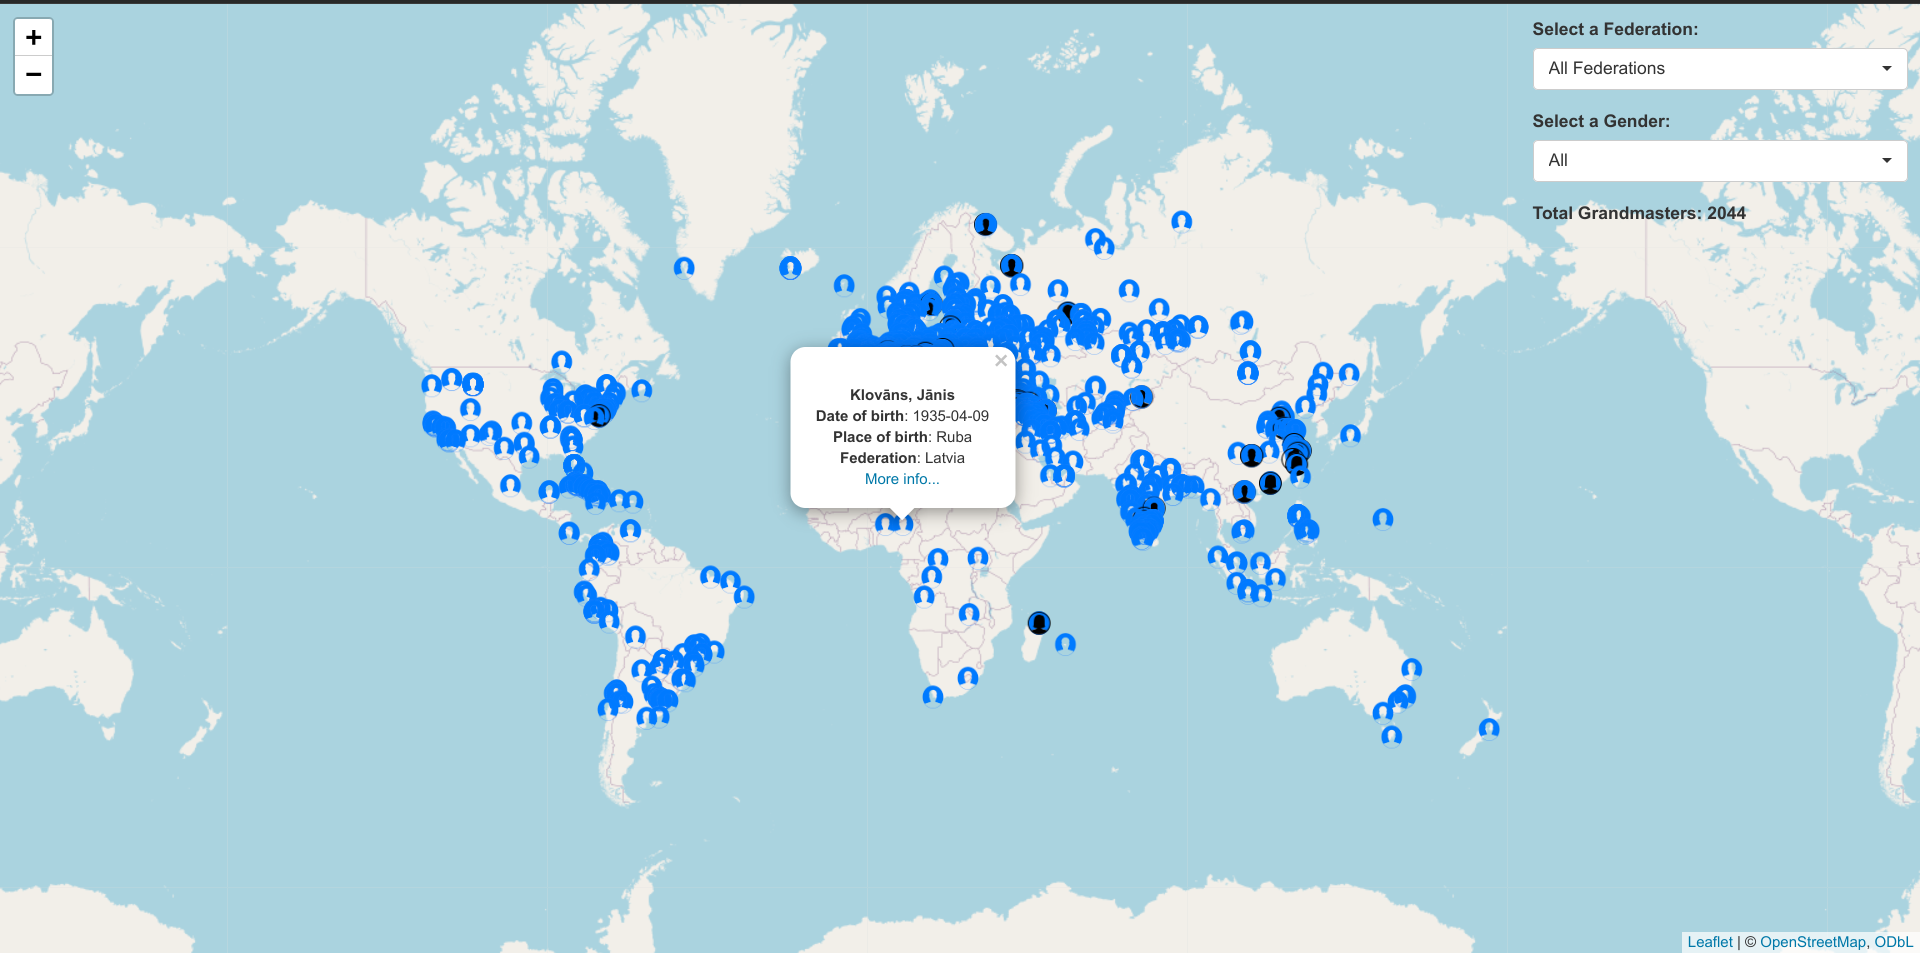 +
−
Select a Federation:
All Federations
Select a Gender:
All
Total Grandmasters: 2044
×
Klovāns, Jānis
Date of birth: 1935-04-09
Place of birth: Ruba
Federation: Latvia
More info...
Leaflet | © OpenStreetMap, ODbL